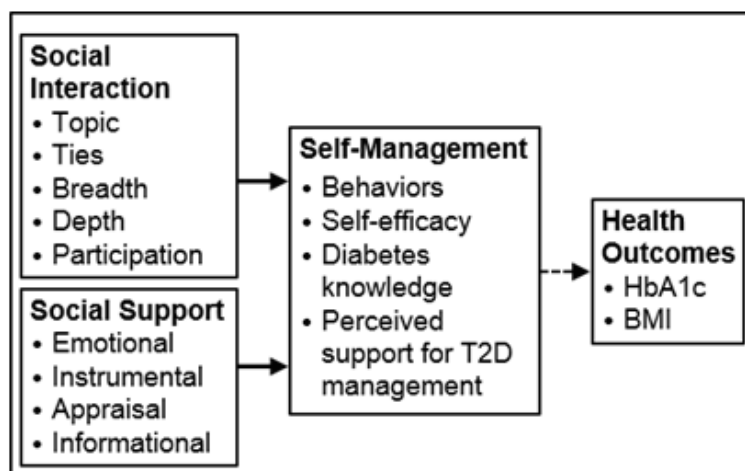 Social
Interaction
• Topic
• Ties
• Breadth
• Depth
• Participation
Social Support
• Emotional
• Instrumental
• Appraisal
• Informational
Self-Management
• Behaviors
• Self-efficacy
• Diabetes
knowledge
• Perceived
support for T2D
management
Health
Outcomes
• HbA1c
• BMI